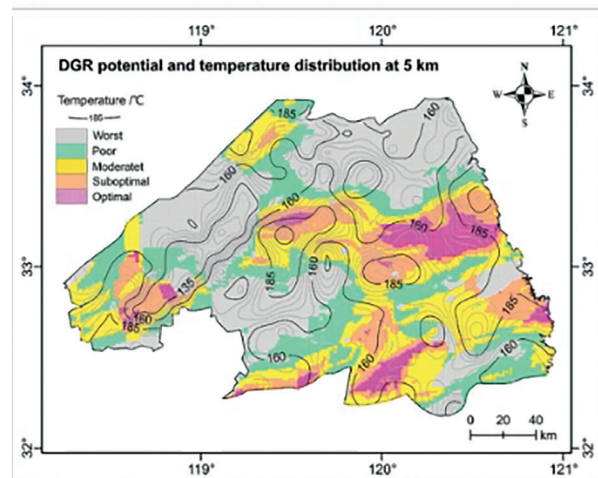 119° 120° 121°
DGR potential and temperature distribution at 5 km
N
W E
S
34° 34°
Temperature /℃
185
Worst
Poor
Moderatet
Suboptimal
Optimal
185
160
160
160
160
185
33° 33°
160
185
185
135
185
160
185
160
160
160
0 20 40
km
32° 32°
119° 120° 121°